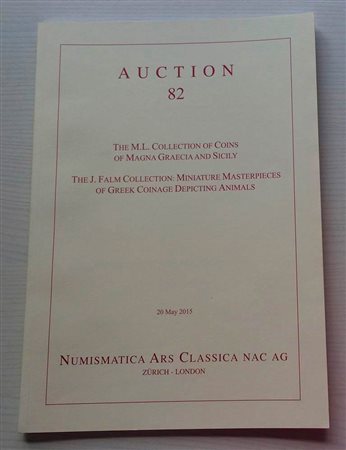 AUCTION
82
THE M.L. COLLECTION OF COINS
OF MAGNA GRAECIA AND SICILY
THE J. FALM COLLECTION: MINIATURE MASTERPIECES
OF GREEK COINAGE DEPICTING ANIMALS
20 May 2015
NUMISMATICA ARS CLASSICA NAC AG
ZÜRICH - LONDON